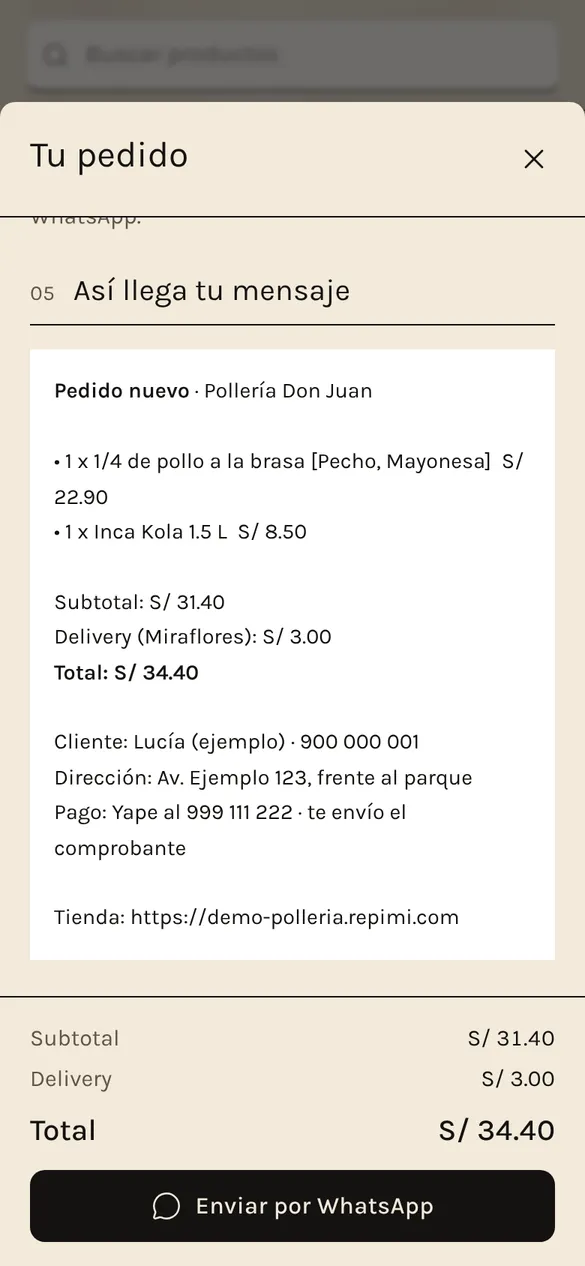 Buscar productos
Tu pedido
WhatsApp.
05 Así llega tu mensaje
Pedido nuevo · Pollería Don Juan
• 1 x 1/4 de pollo a la brasa [Pecho, Mayonesa]  S/
22.90
• 1 x Inca Kola 1.5 L  S/ 8.50
Subtotal: S/ 31.40
Delivery (Miraflores): S/ 3.00
Total: S/ 34.40
Cliente: Lucía (ejemplo) · 900 000 001
Dirección: Av. Ejemplo 123, frente al parque
Pago: Yape al 999 111 222 · te envío el
comprobante
Tienda: https://demo-polleria.repimi.com
Subtotal S/ 31.40
Delivery S/ 3.00
Total S/ 34.40
Enviar por WhatsApp